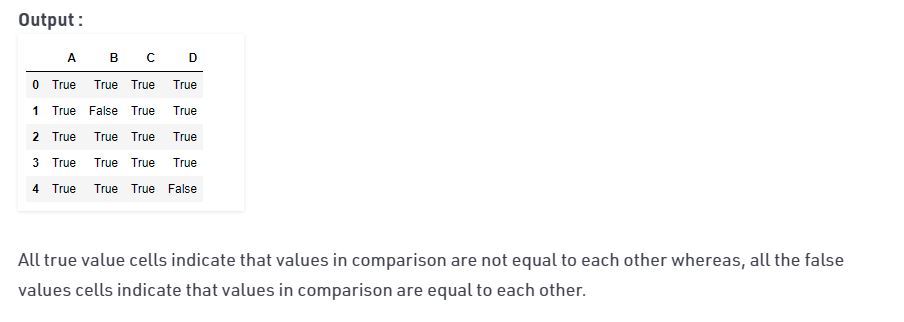 Output :
A B C D
0 True True True True
1 True False True True
2 True True True True
3 True True True True
4 True True True False
All true value cells indicate that values in comparison are not equal to each other whereas, all the false
values cells indicate that values in comparison are equal to each other.